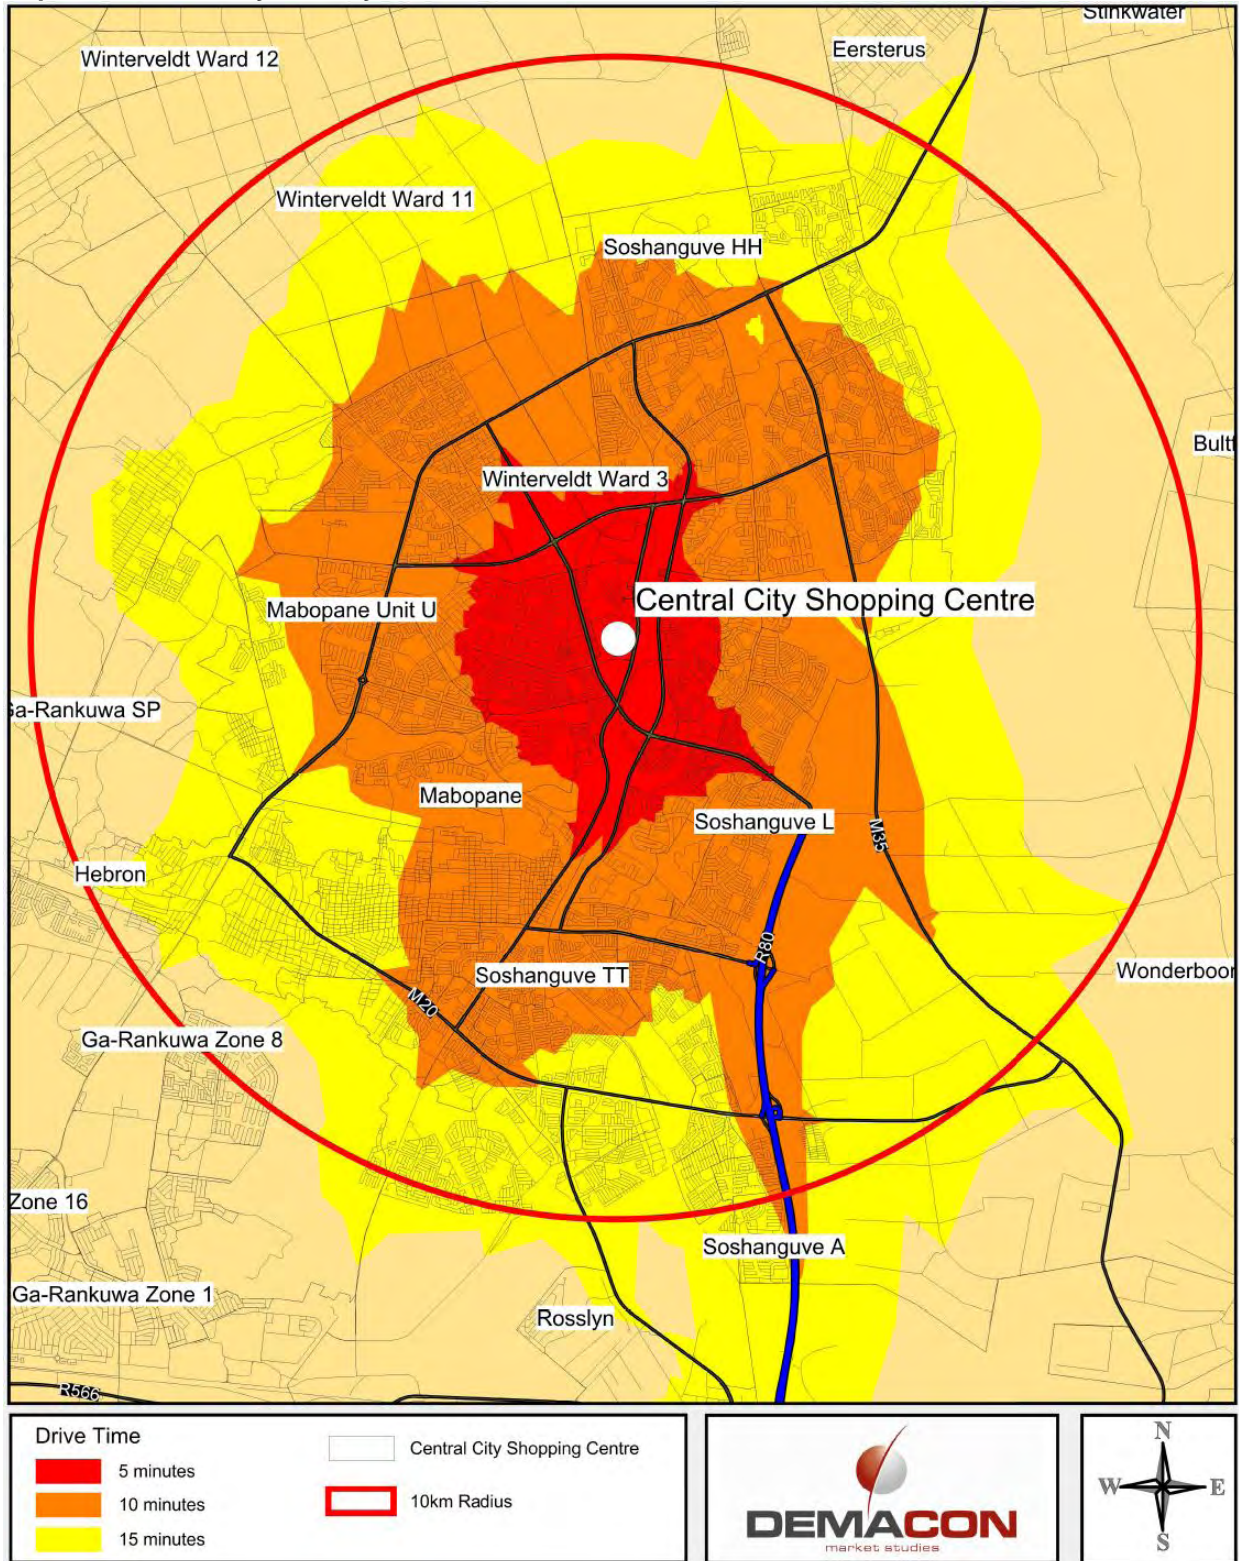 Stinkwater
Eersterus
Winterveldt Ward 12
Winterveldt Ward 11
Soshanguve HH
Bultf
Winterveldt Ward 3
Central City Shopping Centre
Mabopane Unit U
Ga-Rankuwa SP
Mabopane
Soshanguve L
M35
Hebron
R80
Soshanguve TT
Wonderboor
M20
Ga-Rankuwa Zone 8
Zone 16
Soshanguve A
Ga-Rankuwa Zone 1
Rosslyn
R566
Drive Time
5 minutes
10 minutes
15 minutes
Central City Shopping Centre
10km Radius
DEMACON
market studies
N
W E
S